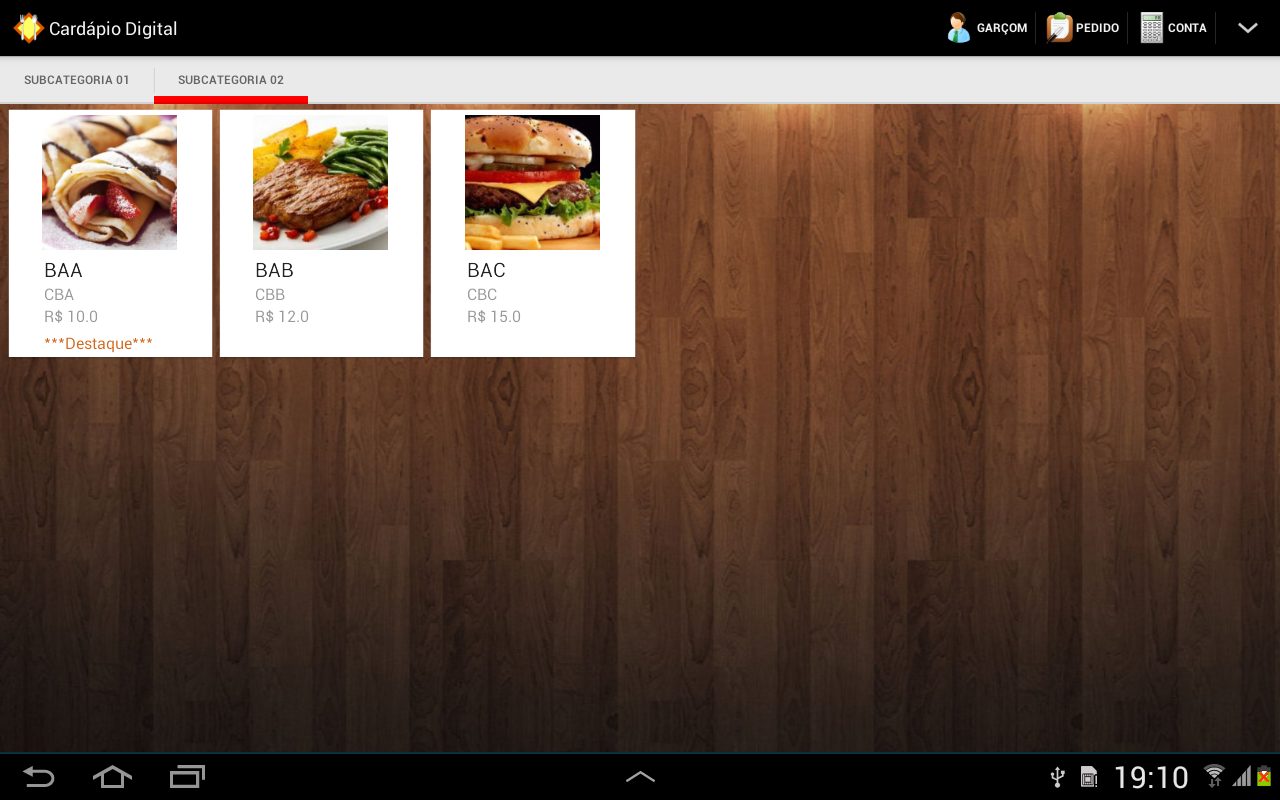 Cardápio Digital
GARÇOM
PEDIDO
CONTA
SUBCATEGORIA 01
SUBCATEGORIA 02
BAA
CBA
R$ 10.0
***Destaque***
BAB
CBB
R$ 12.0
BAC
CBC
R$ 15.0
19:10